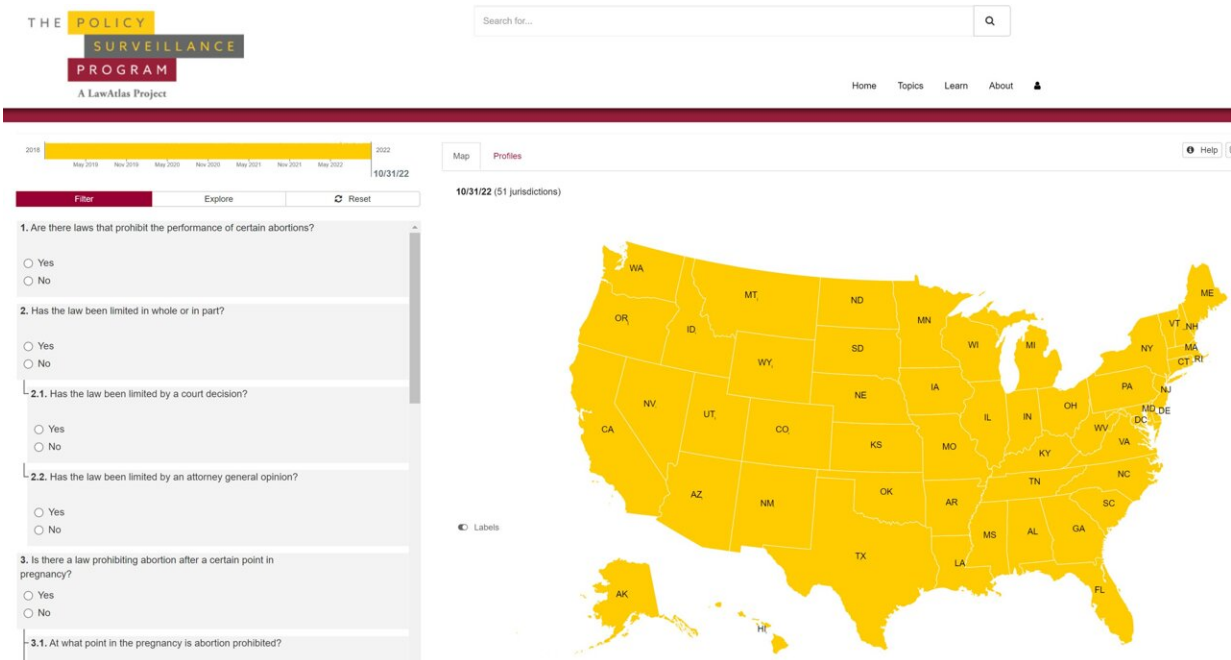 THE POLICY
SURVEILLANCE
PROGRAM
A LawAtlas Project
Search for...
Home Topics Learn About
2018
2022
May 2019 Nov 2019 May 2020 Nov 2020 May 2021 Nov 2021 May 2022
10/31/22
Filter Explore Reset
1. Are there laws that prohibit the performance of certain abortions?
Yes
No
2. Has the law been limited in whole or in part?
Yes
No
2.1. Has the law been limited by a court decision?
Yes
No
2.2. Has the law been limited by an attorney general opinion?
Yes
No
3. Is there a law prohibiting abortion after a certain point in
pregnancy?
Yes
No
3.1. At what point in the pregnancy is abortion prohibited?
Map Profiles
Help
10/31/22 (51 jurisdictions)
WA
MT
ND
ME
OR
ID
MN
VT NH
SD
WI
MI
NY
MA
WY
CT RI
IA
PA
NJ
NE
NV
UT
OH
MD DE
IL
IN
DC
CA
CO
WV
KS
MO
VA
KY
NC
TN
AZ
OK
NM
AR
SC
MS
AL
GA
TX
LA
FL
AK
HI
Labels